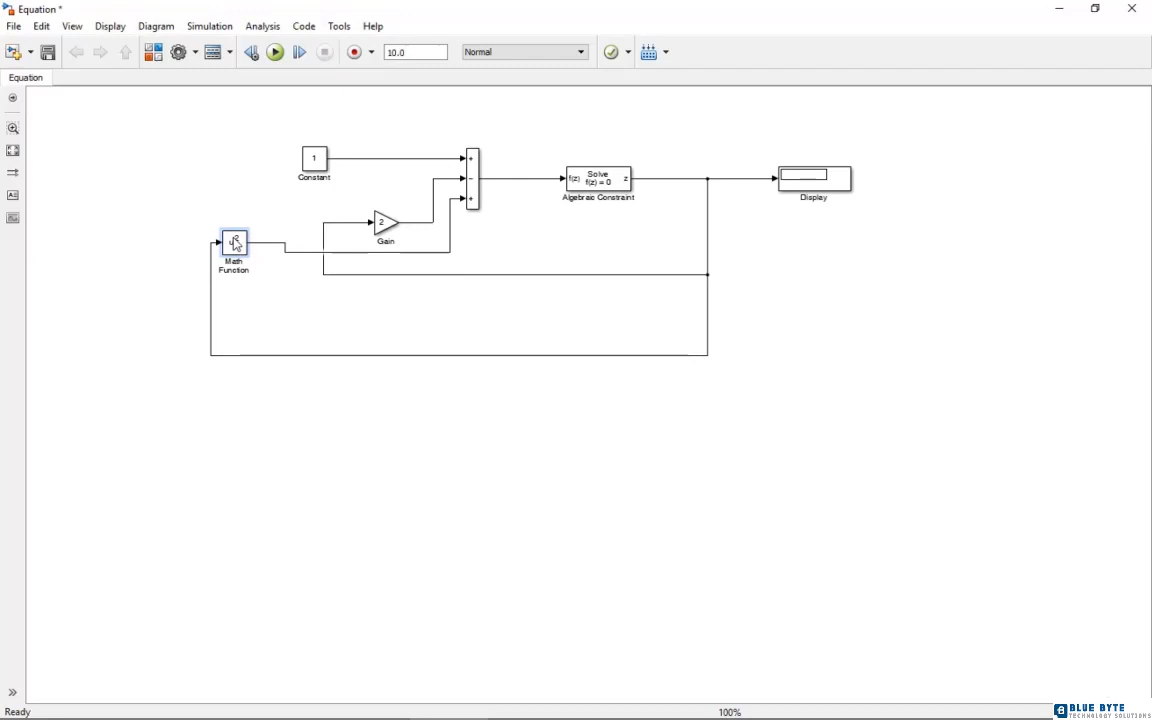 Equation *
File Edit View Display Diagram Simulation Analysis Code Tools Help
10.0 Normal
Equation
1
Constant
+
−
+
Solve
f(z) f(z) = 0 z
Algebraic Constraint
Display
2
Gain
Math
Function
Ready 100%
BLUE BYTE
TECHNOLOGY SOLUTIONS